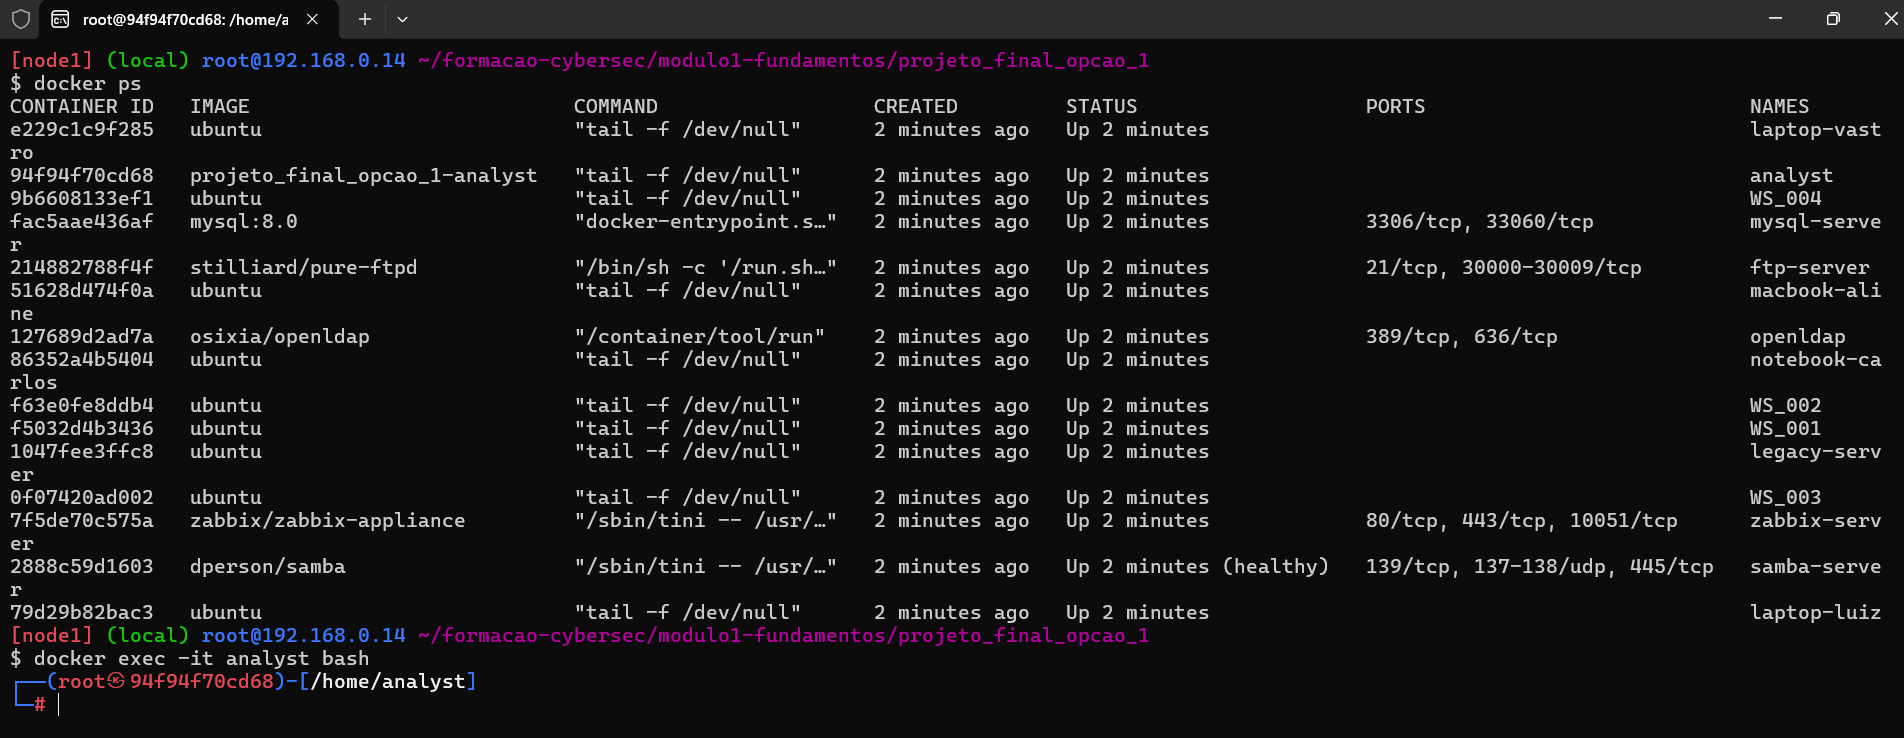 root@94f94f70cd68: /home/a
[node1] (local) root@192.168.0.14 ~/formacao-cybersec/modulo1-fundamentos/projeto_final_opcao_1
$ docker ps
CONTAINER ID   IMAGE                           COMMAND                  CREATED         STATUS                   PORTS                           NAMES
e229c1c9f285   ubuntu                          "tail -f /dev/null"      2 minutes ago   Up 2 minutes                                             laptop-vast
ro
94f94f70cd68   projeto_final_opcao_1-analyst   "tail -f /dev/null"      2 minutes ago   Up 2 minutes                                             analyst
9b6608133ef1   ubuntu                          "tail -f /dev/null"      2 minutes ago   Up 2 minutes                                             WS_004
fac5aae436af   mysql:8.0                       "docker-entrypoint.s…"   2 minutes ago   Up 2 minutes             3306/tcp, 33060/tcp             mysql-serve
r
214882788f4f   stilliard/pure-ftpd             "/bin/sh -c '/run.sh…"   2 minutes ago   Up 2 minutes             21/tcp, 30000-30009/tcp         ftp-server
51628d474f0a   ubuntu                          "tail -f /dev/null"      2 minutes ago   Up 2 minutes                                             macbook-ali
ne
127689d2ad7a   osixia/openldap                 "/container/tool/run"    2 minutes ago   Up 2 minutes             389/tcp, 636/tcp                openldap
86352a4b5404   ubuntu                          "tail -f /dev/null"      2 minutes ago   Up 2 minutes                                             notebook-ca
rlos
f63e0fe8ddb4   ubuntu                          "tail -f /dev/null"      2 minutes ago   Up 2 minutes                                             WS_002
f5032d4b3436   ubuntu                          "tail -f /dev/null"      2 minutes ago   Up 2 minutes                                             WS_001
1047fee3ffc8   ubuntu                          "tail -f /dev/null"      2 minutes ago   Up 2 minutes                                             legacy-serv
er
0f07420ad002   ubuntu                          "tail -f /dev/null"      2 minutes ago   Up 2 minutes                                             WS_003
7f5de70c575a   zabbix/zabbix-appliance         "/sbin/tini -- /usr/…"   2 minutes ago   Up 2 minutes             80/tcp, 443/tcp, 10051/tcp      zabbix-serv
er
2888c59d1603   dperson/samba                   "/sbin/tini -- /usr/…"   2 minutes ago   Up 2 minutes (healthy)   139/tcp, 137-138/udp, 445/tcp   samba-serve
r
79d29b82bac3   ubuntu                          "tail -f /dev/null"      2 minutes ago   Up 2 minutes                                             laptop-luiz
[node1] (local) root@192.168.0.14 ~/formacao-cybersec/modulo1-fundamentos/projeto_final_opcao_1
$ docker exec -it analyst bash
┌──(root㉿94f94f70cd68)-[/home/analyst]
└─#